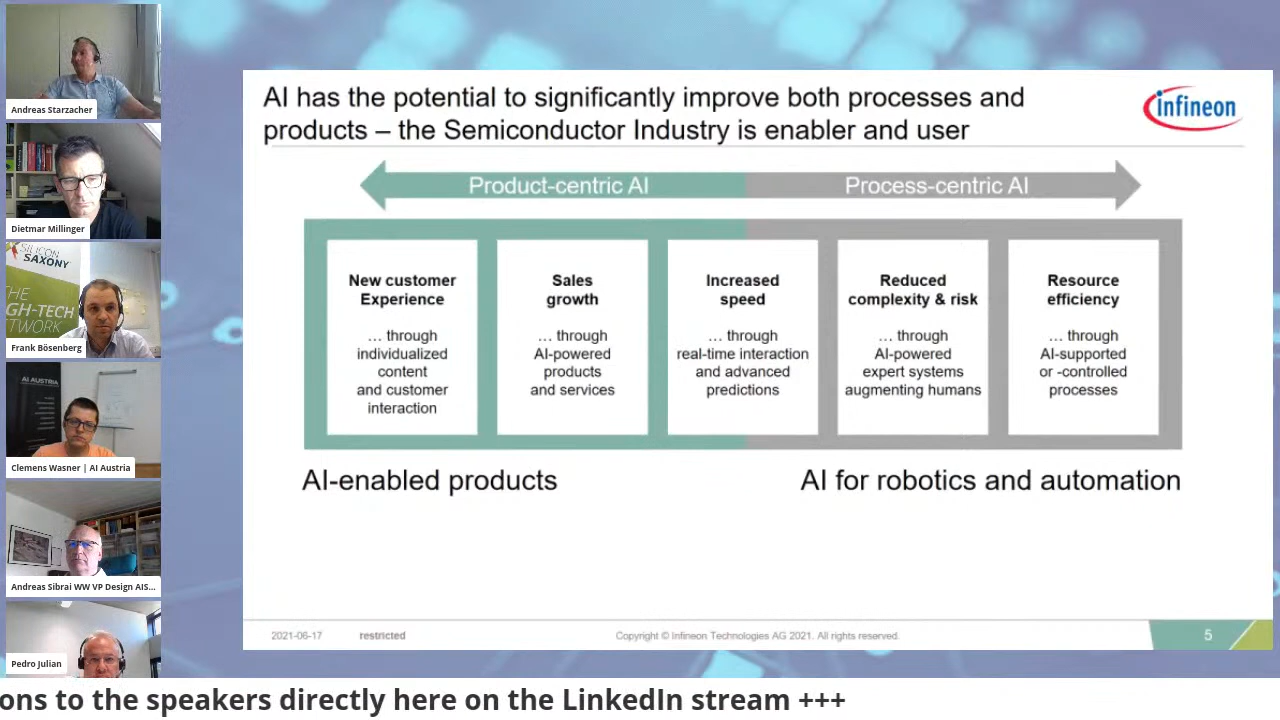 Andreas Starzacher
Dietmar Millinger
SILICON
SAXONY
THE
GH-TECH
NETWORK
Frank Bösenberg
AI AUSTRIA
Clemens Wasner | AI Austria
Andreas Sibrai WW VP Design AIS...
Pedro Julian
AI has the potential to significantly improve both processes and
products – the Semiconductor Industry is enabler and user
infineon
Product-centric AI
Process-centric AI
New customer
Experience
... through
individualized
content
and customer
interaction
Sales
growth
... through
AI-powered
products
and services
Increased
speed
... through
real-time interaction
and advanced
predictions
Reduced
complexity & risk
... through
AI-powered
expert systems
augmenting humans
Resource
efficiency
... through
AI-supported
or -controlled
processes
AI-enabled products
AI for robotics and automation
2021-06-17
restricted
Copyright © Infineon Technologies AG 2021. All rights reserved.
5
ons to the speakers directly here on the LinkedIn stream +++